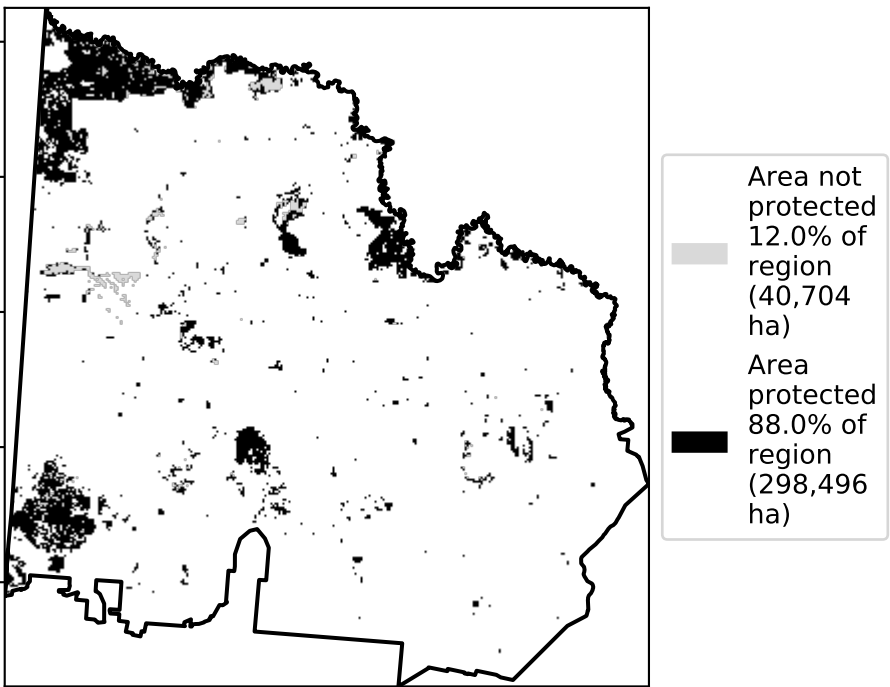 Area not
protected
12.0% of
region
(40,704
ha)
Area
protected
88.0% of
region
(298,496
ha)